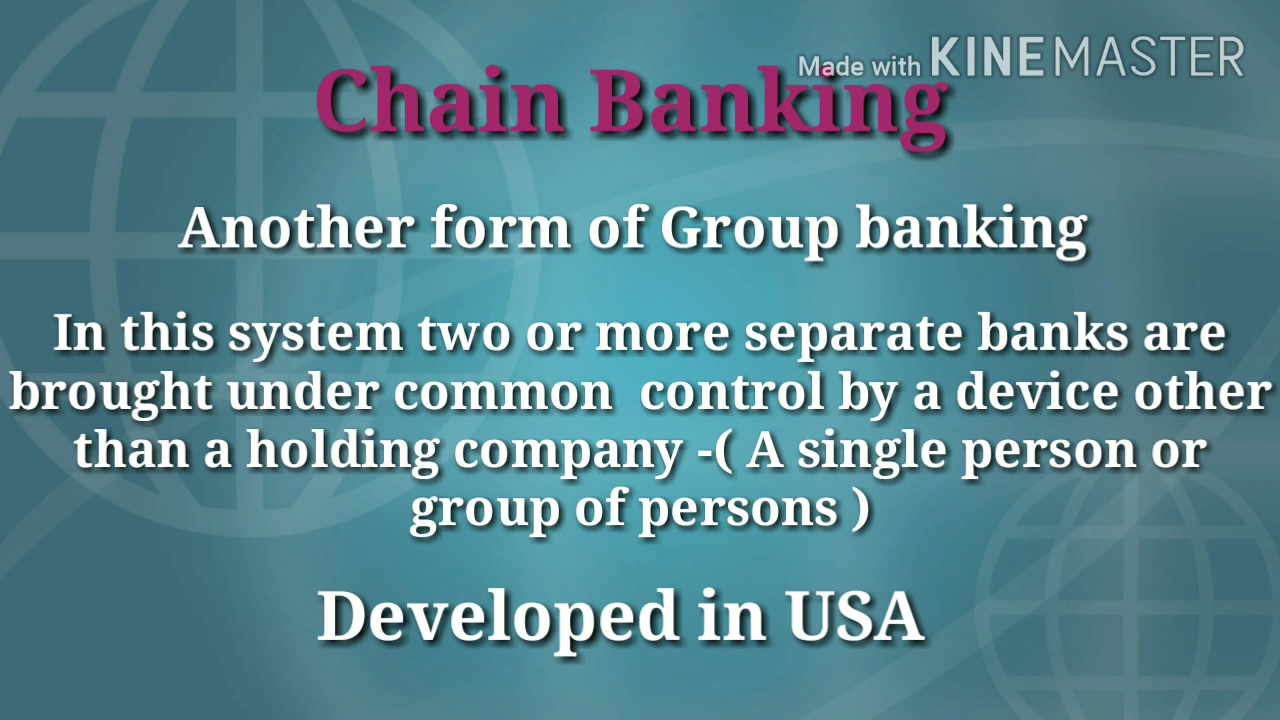 Made with KINEMASTER
Chain Banking
Another form of Group banking
In this system two or more separate banks are
brought under common control by a device other
than a holding company -( A single person or
group of persons )
Developed in USA